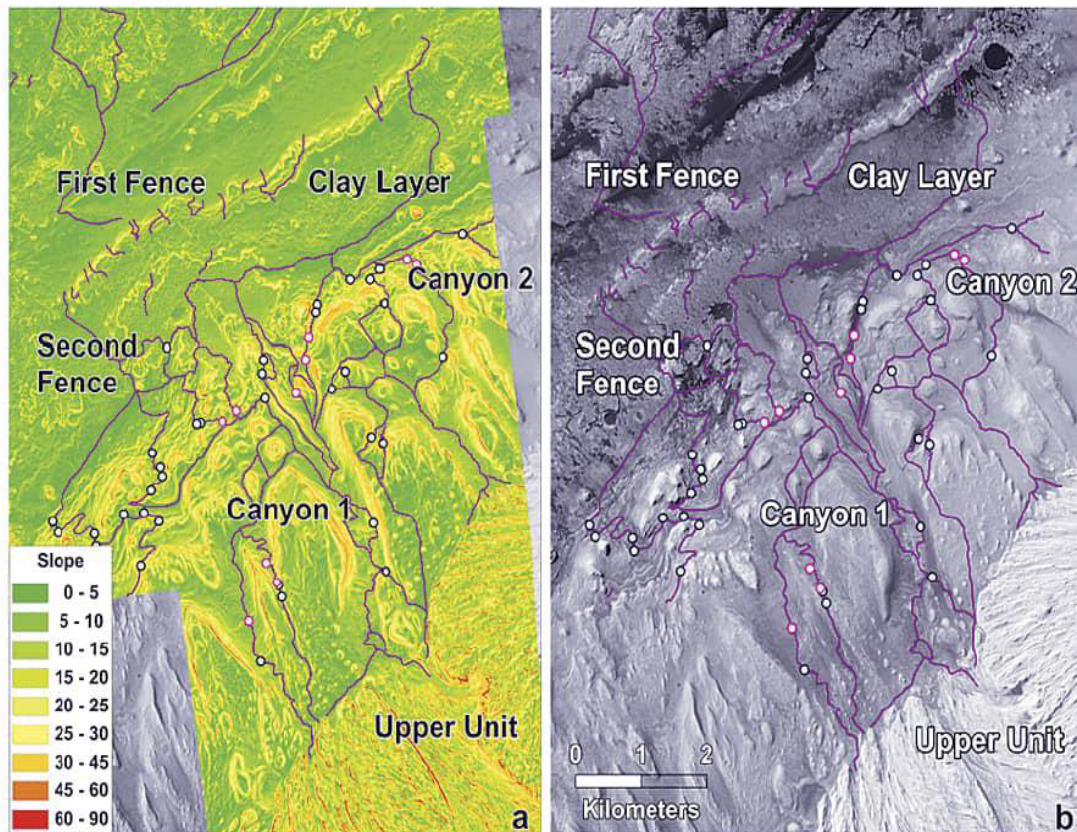 First Fence
Clay Layer
Canyon 2
Second
Fence
Canyon 1
Upper Unit
Slope
0 - 5
5 - 10
10 - 15
15 - 20
20 - 25
25 - 30
30 - 45
45 - 60
60 - 90
a
First Fence
Clay Layer
Canyon 2
Second
Fence
Canyon 1
Upper Unit
0 1 2
Kilometers
b